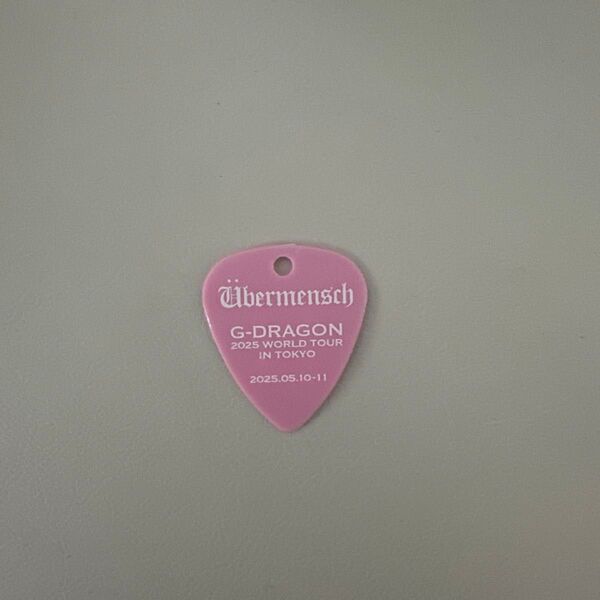 Übermensch
G-DRAGON
2025 WORLD TOUR
IN TOKYO
2025.05.10-11